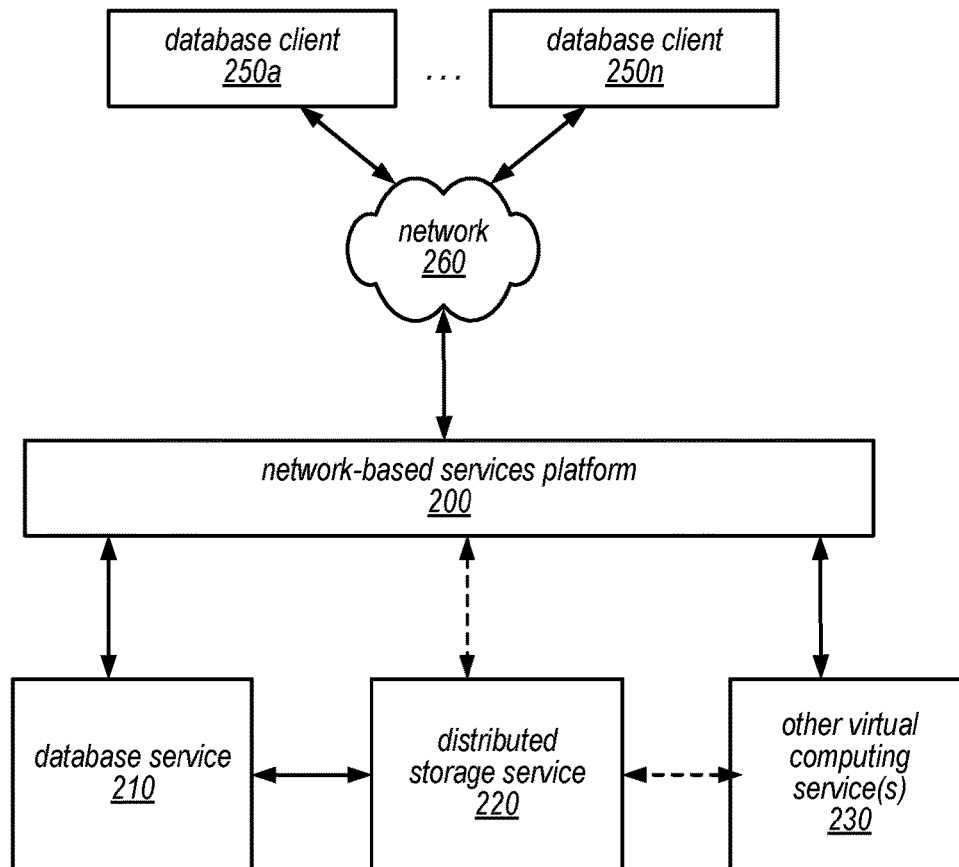 database client
250a
...
database client
250n
network
260
network-based services platform
200
database service
210
distributed
storage service
220
other virtual
computing
service(s)
230